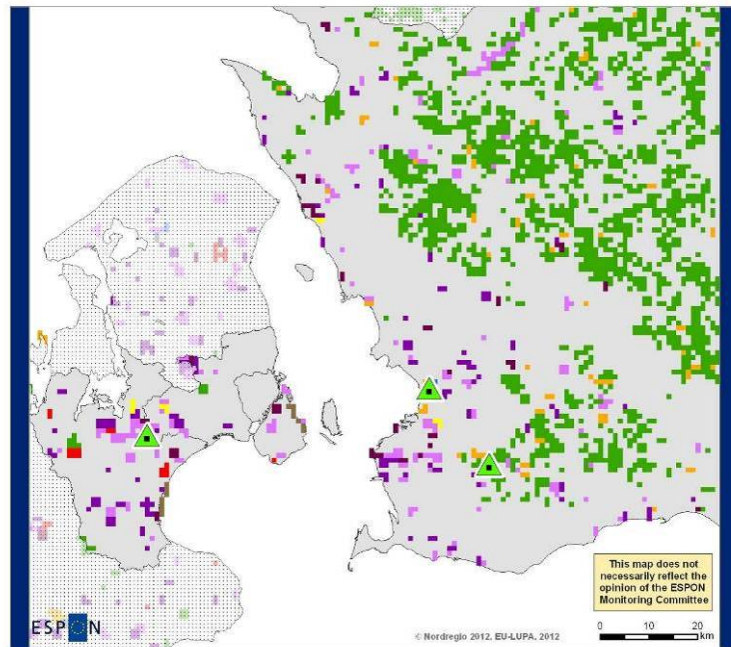 This map does not
necessarily reflect the
opinion of the ESPON
Monitoring Committee
ESPON
© Nordregio 2012, EU-LUPA, 2012
0 10 20
km